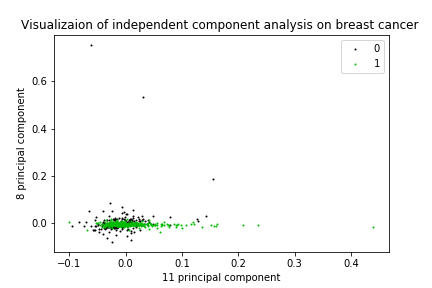 Visualizaion of independent component analysis on breast cancer
0
1
8 principal component
0.6
0.4
0.2
0.0
−0.1 0.0 0.1 0.2 0.3 0.4
11 principal component